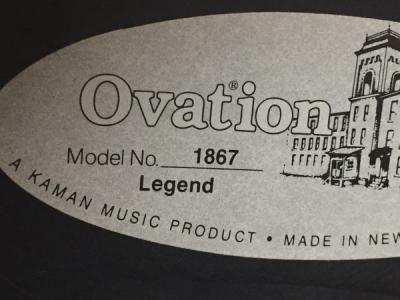 Ovation®
Model No. 1867
Legend
A KAMAN MUSIC PRODUCT • MADE IN NEW